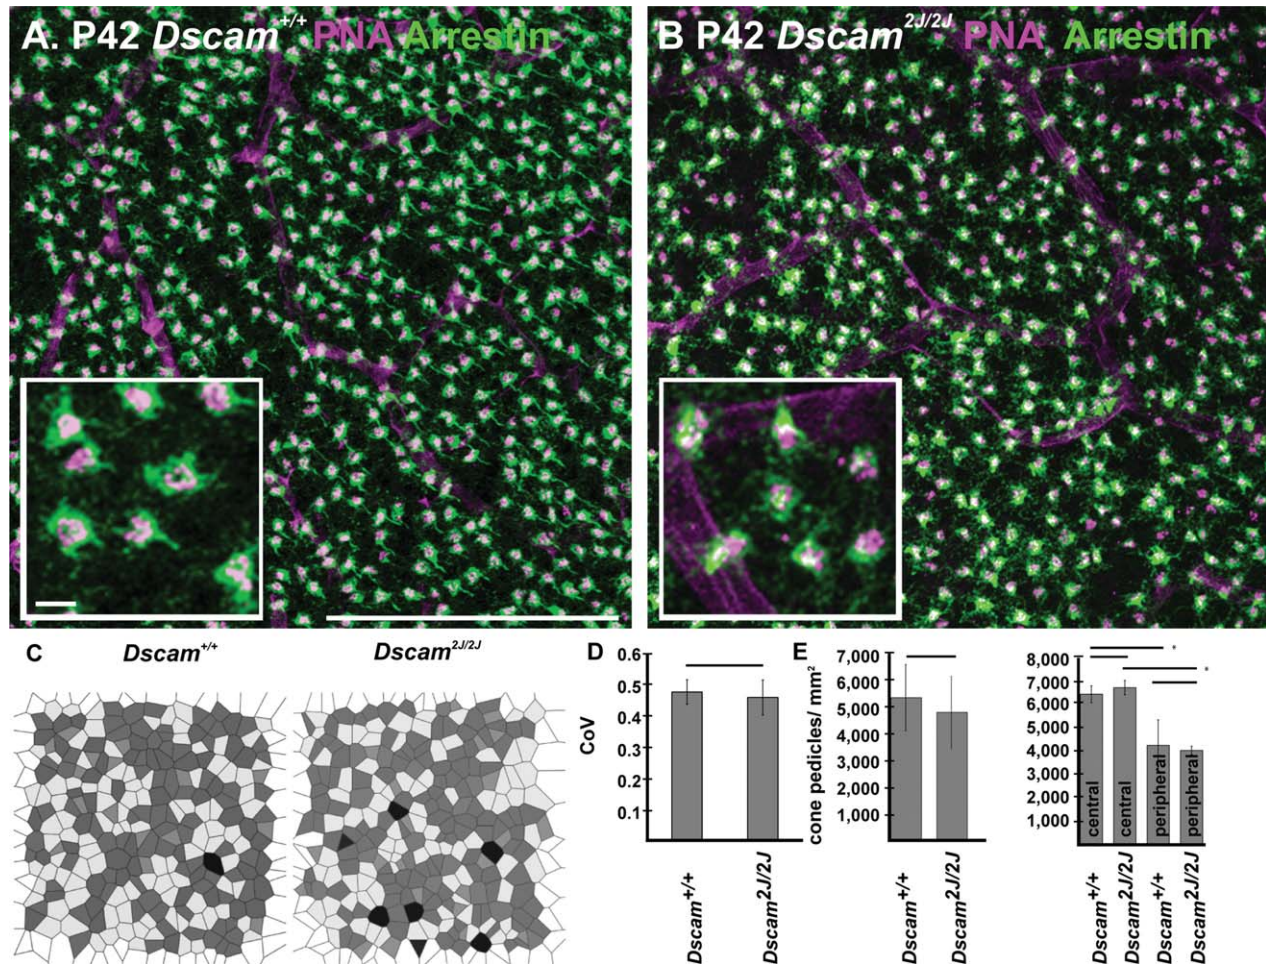 A. P42 Dscam+/+ PNA Arrestin
B P42 Dscam2J/2J PNA Arrestin
C Dscam+/+ Dscam2J/2J
D
CoV
0.6
0.5
0.4
0.3
0.2
0.1
Dscam+/+
Dscam2J/2J
E
cone pedicles/ mm²
7,000
6,000
5,000
4,000
3,000
2,000
1,000
Dscam+/+
Dscam2J/2J
8,000
7,000
6,000
5,000
4,000
3,000
2,000
1,000
*
*
central
central
peripheral
peripheral
Dscam+/+
Dscam2J/2J
Dscam+/+
Dscam2J/2J